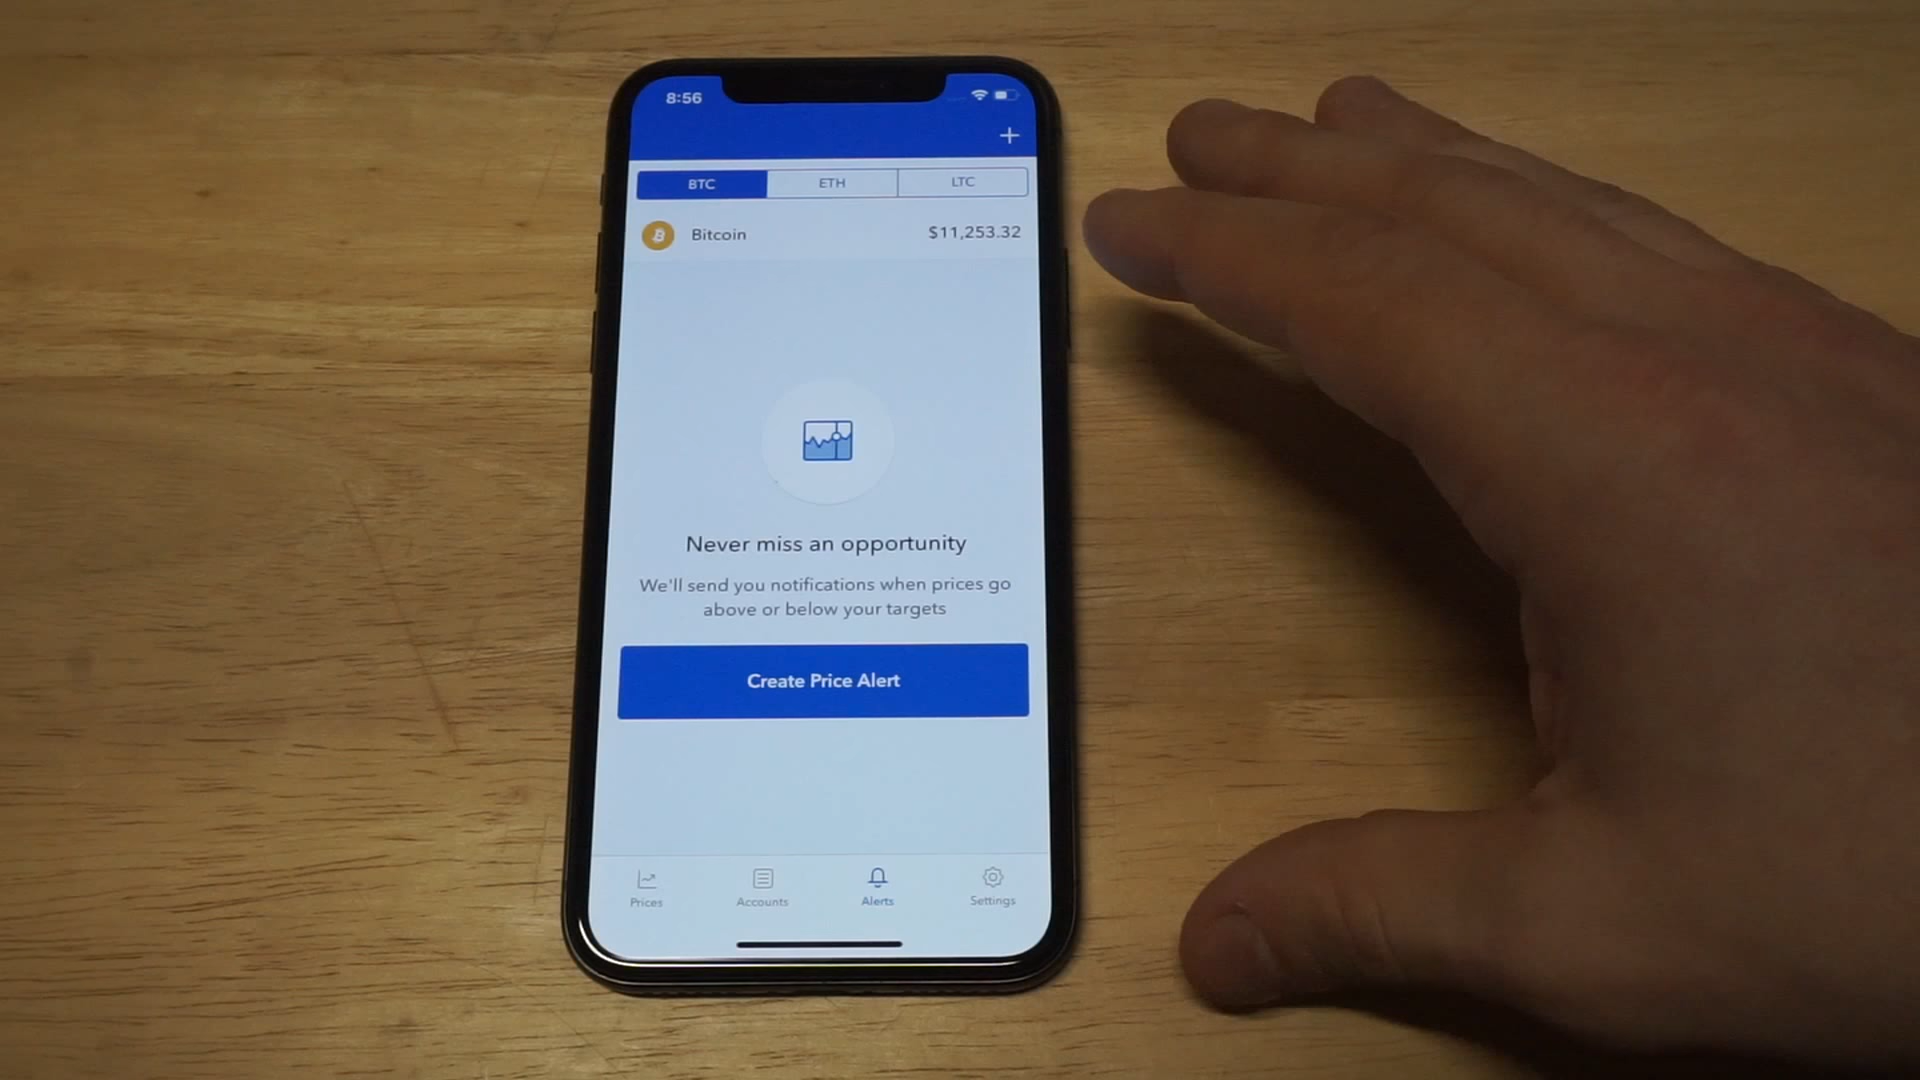 8:56
BTC ETH LTC
Bitcoin $11,253.32
Never miss an opportunity
We'll send you notifications when prices go
above or below your targets
Create Price Alert
Prices Accounts Alerts Settings